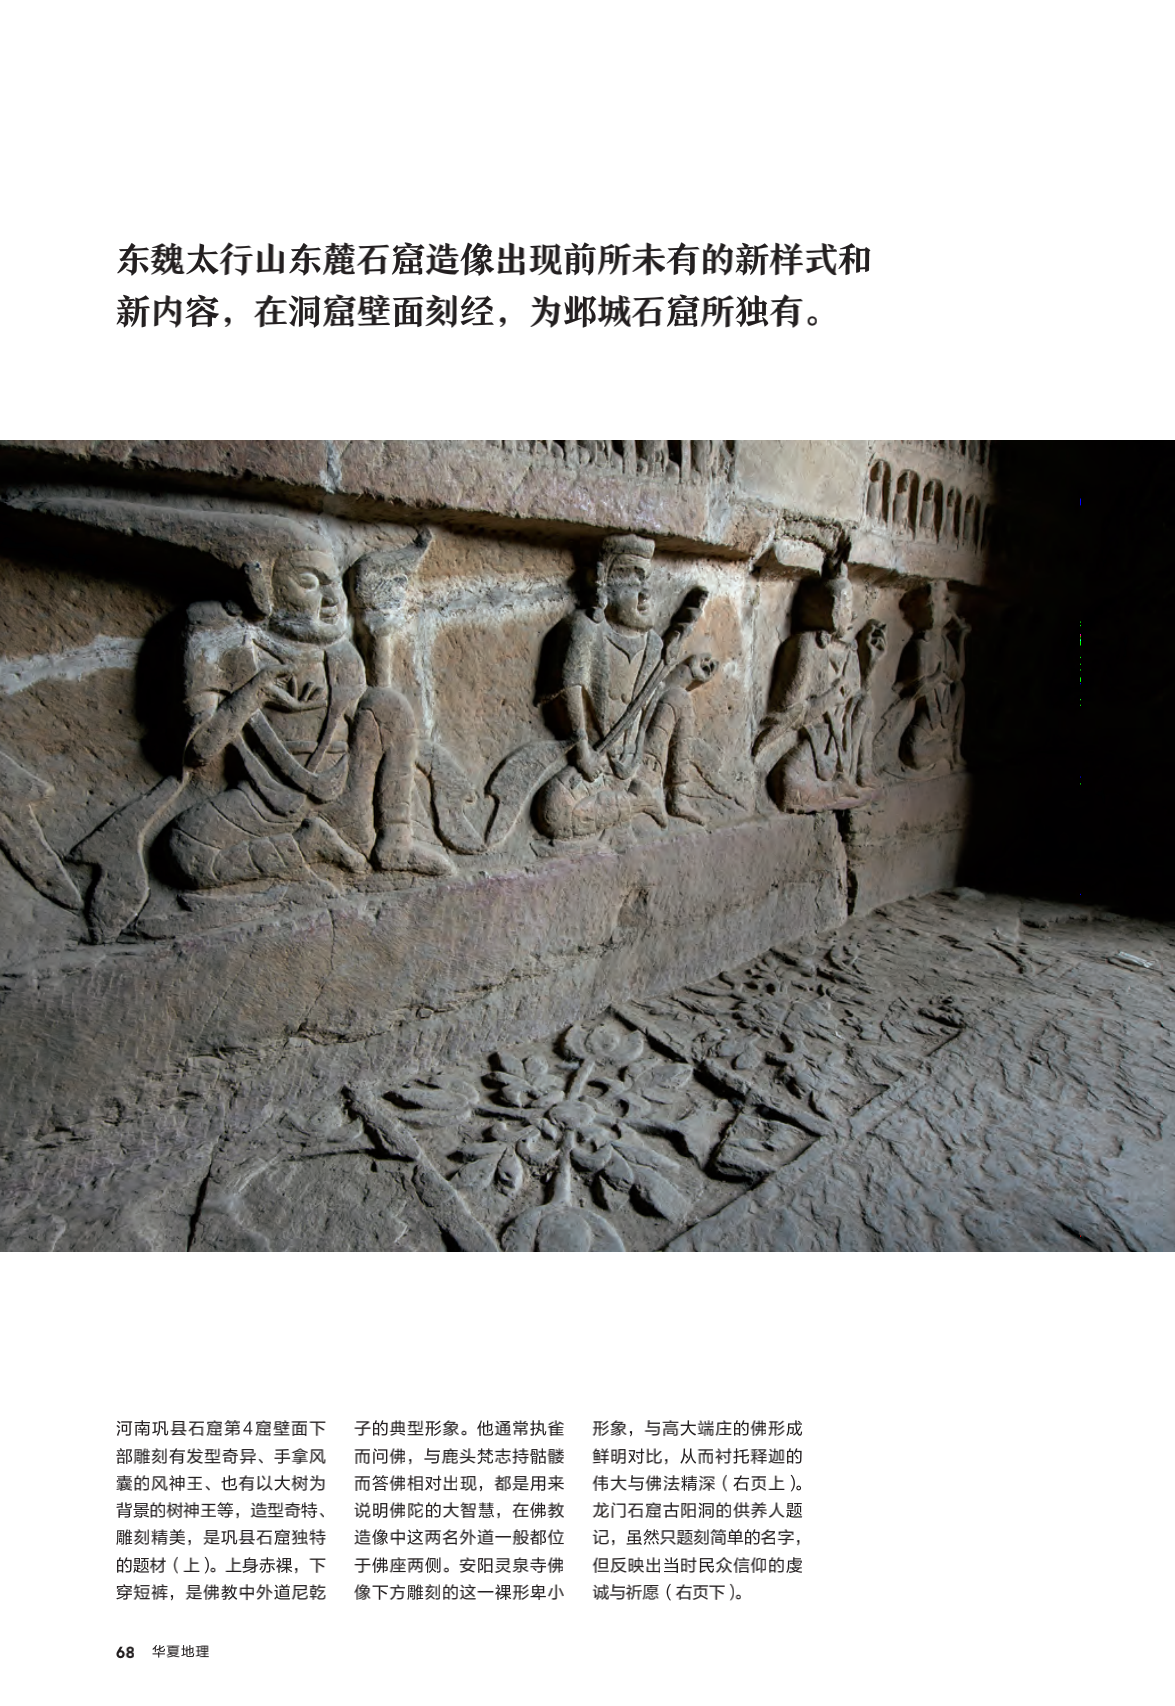 东魏太行山东麓石窟造像出现前所未有的新样式和
新内容，在洞窟壁面刻经，为邺城石窟所独有。
河南巩县石窟第4窟壁面下
部雕刻有发型奇异、手拿风
囊的风神王、也有以大树为
背景的树神王等，造型奇特、
雕刻精美，是巩县石窟独特
的题材（上）。上身赤裸，下
穿短裤，是佛教中外道尼乾
子的典型形象。他通常执雀
而问佛，与鹿头梵志持骷髅
而答佛相对出现，都是用来
说明佛陀的大智慧，在佛教
造像中这两名外道一般都位
于佛座两侧。安阳灵泉寺佛
像下方雕刻的这一裸形卑小
形象，与高大端庄的佛形成
鲜明对比，从而衬托释迦的
伟大与佛法精深（右页上）。
龙门石窟古阳洞的供养人题
记，虽然只题刻简单的名字，
但反映出当时民众信仰的虔
诚与祈愿（右页下）。
68 华夏地理